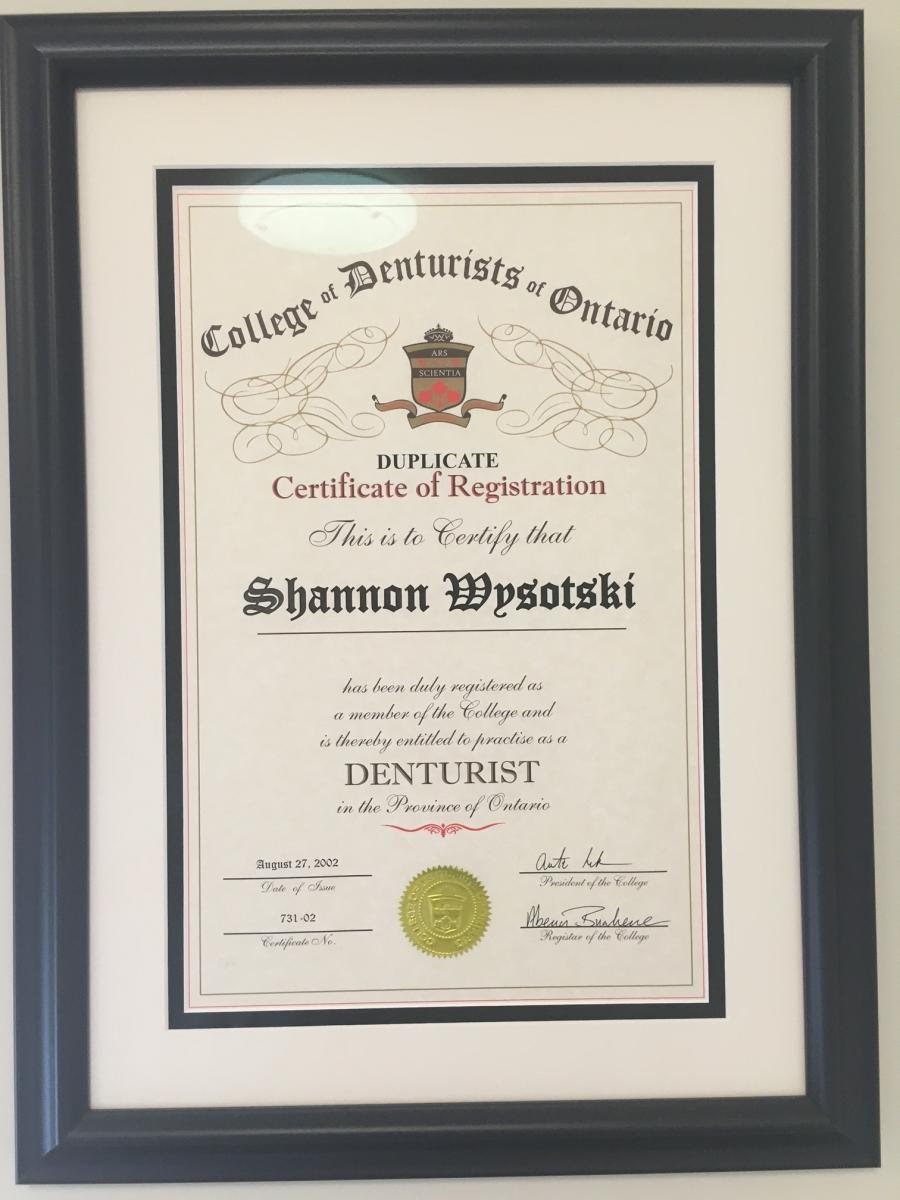 College of Denturists of Ontario
ARS
SCIENTIA
DUPLICATE
Certificate of Registration
This is to Certify that
Shannon Wysotski
has been duly registered as
a member of the College and
is thereby entitled to practise as a
DENTURIST
in the Province of Ontario
August 27, 2002
Date of Issue
731-02
Certificate No.
President of the College
Registar of the College